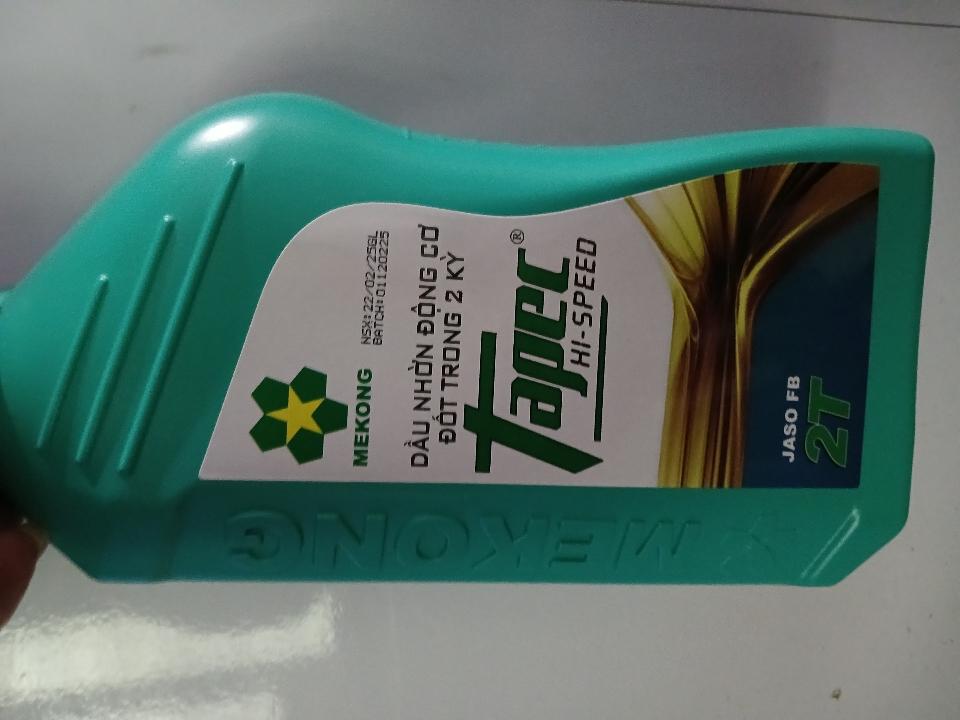 MEKONG
NSX:22/02/25GL
BATCH:01120225
DẦU NHỜN ĐỘNG CƠ
ĐỐT TRONG 2 KỲ
Tapec®
HI-SPEED
JASO FB
2T
MEKONG